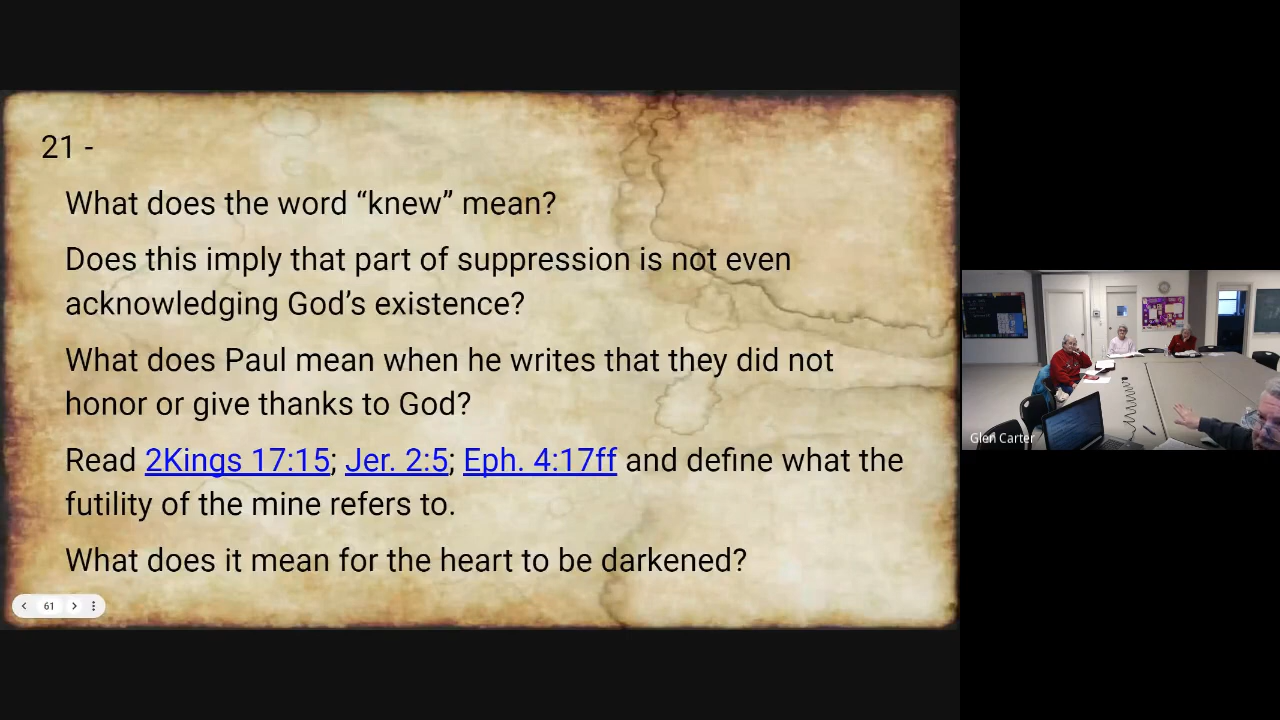 21 -
What does the word “knew” mean?
Does this imply that part of suppression is not even
acknowledging God’s existence?
What does Paul mean when he writes that they did not
honor or give thanks to God?
Read 2Kings 17:15; Jer. 2:5; Eph. 4:17ff and define what the
futility of the mine refers to.
What does it mean for the heart to be darkened?
61
Glen Carter